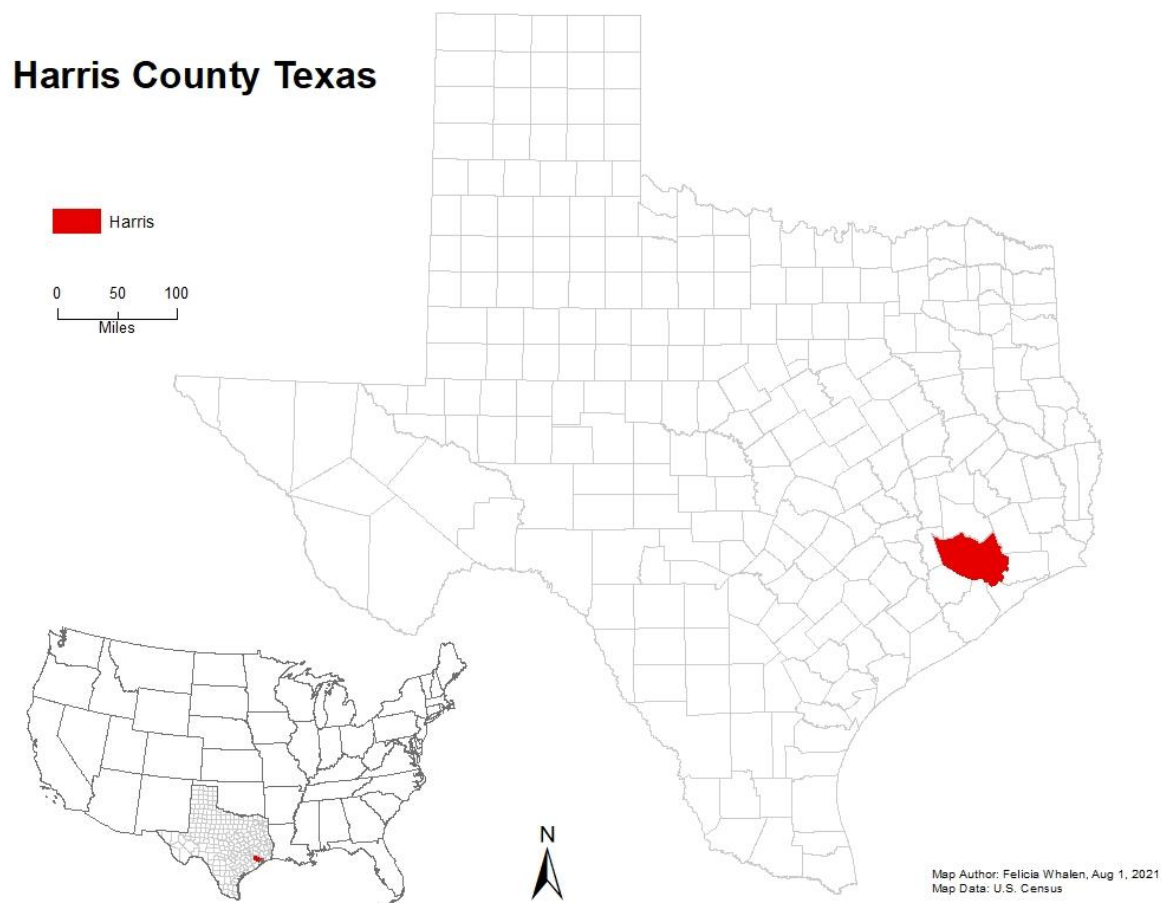 Harris County Texas
Harris
0 50 100
Miles
N
Map Author: Felicia Whalen, Aug 1, 2021
Map Data: U.S. Census